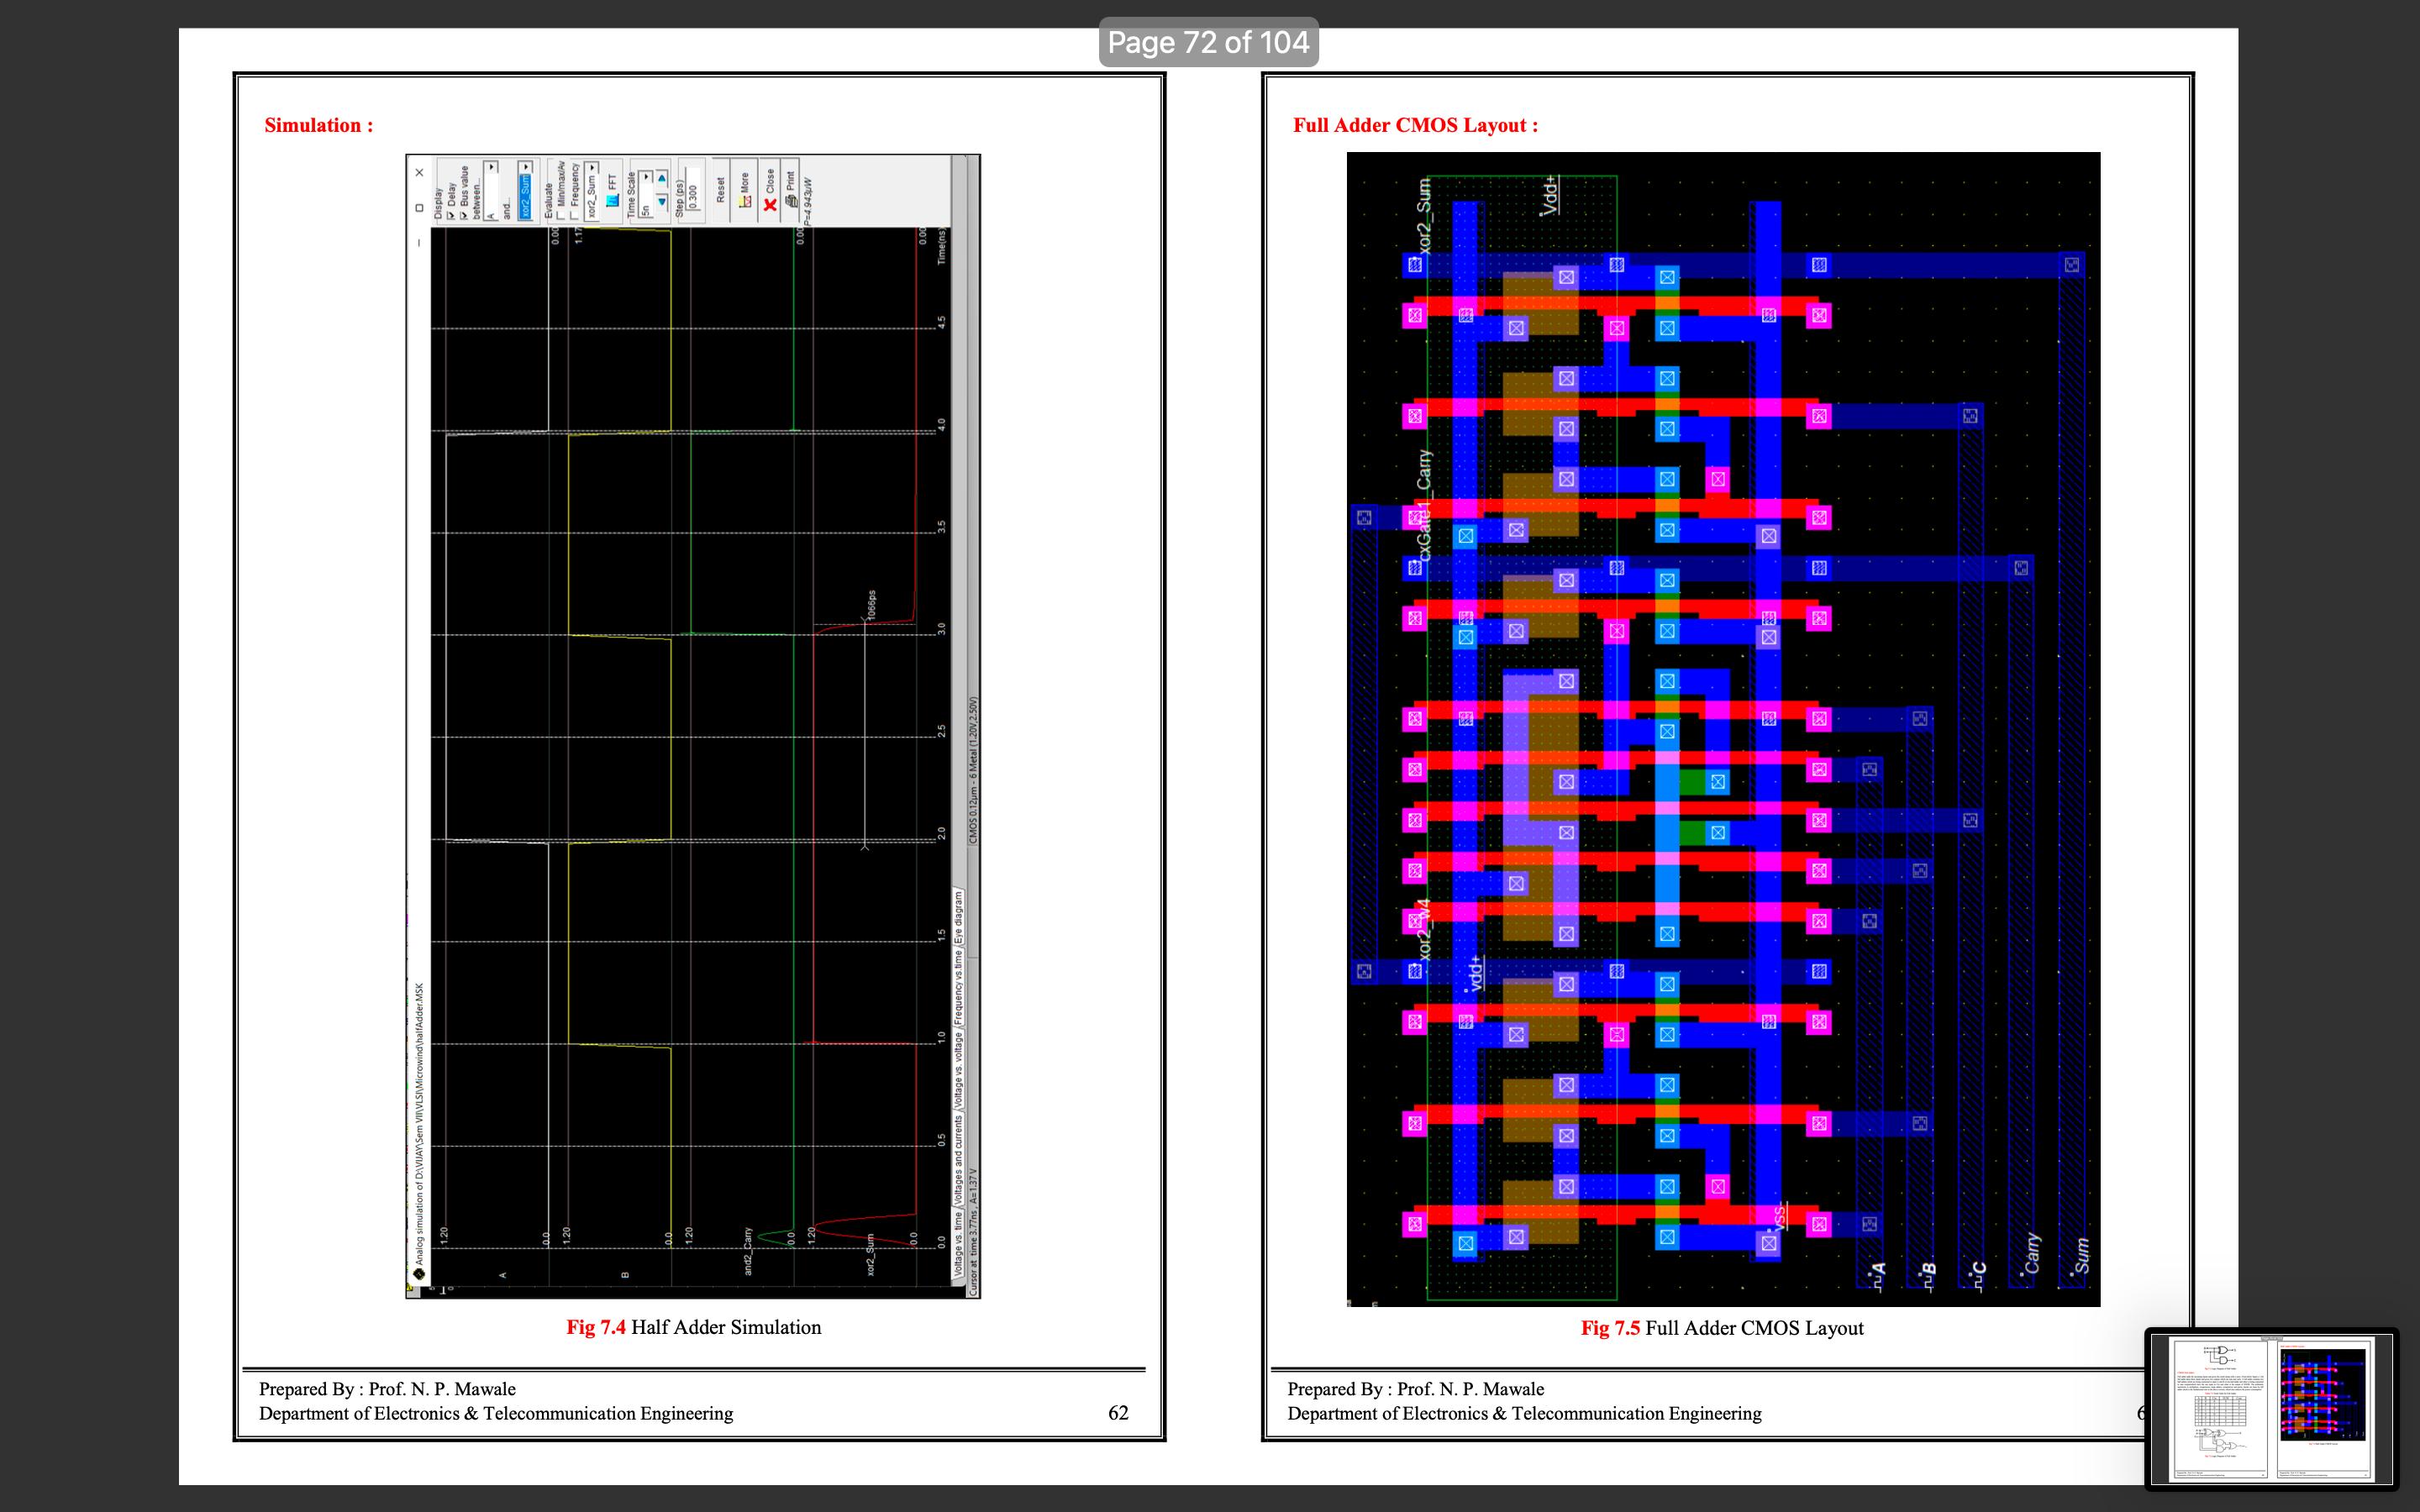 Page 72 of 104
Simulation :
Analog simulation of D:\VIJAY\Sem VIII\VLSI\Microwind\halfAdder.MSK
1.20
A
0.0
1.20
B
0.0
1.20
and2_Carry
0.0
1.20
xor2_Sum
0.0
0.0 0.5 1.0 1.5 2.0 2.5 3.0 3.5 4.0 4.5 Time(ns)
1066ps
0.00
1.17
0.00
0.00
Display
Delay
Bus value
between...
A
and...
xor2_Sum
Evaluate
Min/max/Av
Frequency
xor2_Sum
FFT
Time Scale
5n
Step (ps)
0.300
Reset
More
Close
Print
P=4.943µW
Voltage vs. time Voltages and currents Voltage vs. voltage Frequency vs.time Eye diagram
Cursor at: time 3.77ns, A=1.37 V CMOS 0.12µm - 6 Metal (1.20V,2.50V)
Fig 7.4 Half Adder Simulation
Prepared By : Prof. N. P. Mawale
Department of Electronics & Telecommunication Engineering 62
Full Adder CMOS Layout :
xor2_Sum
Vdd+
cxGate1_Carry
xor2_w4
vdd+
vss-
A
B
C
Carry
Sum
Fig 7.5 Full Adder CMOS Layout
Prepared By : Prof. N. P. Mawale
Department of Electronics & Telecommunication Engineering